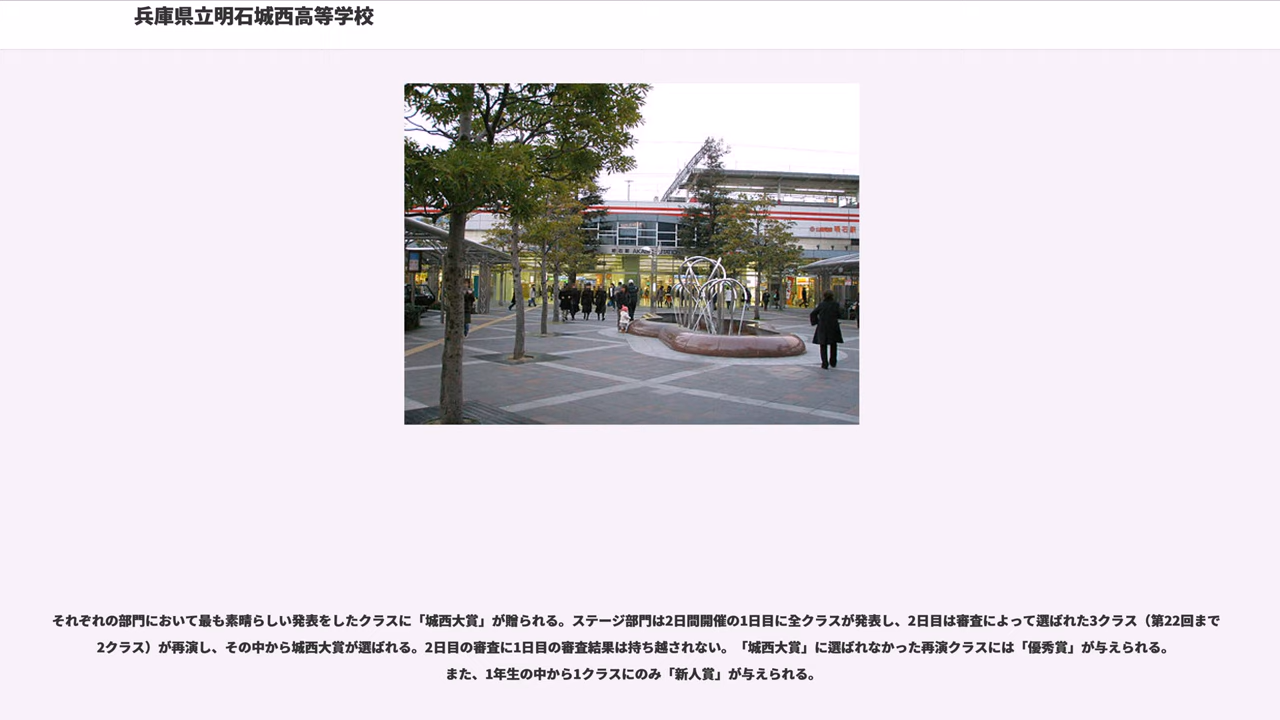 兵庫県立明石城西高等学校
明石駅
それぞれの部門において最も素晴らしい発表をしたクラスに「城西大賞」が贈られる。ステージ部門は2日間開催の1日目に全クラスが発表し、2日目は審査によって選ばれた3クラス（第22回まで
2クラス）が再演し、その中から城西大賞が選ばれる。2日目の審査に1日目の審査結果は持ち越されない。「城西大賞」に選ばれなかった再演クラスには「優秀賞」が与えられる。
また、1年生の中から1クラスにのみ「新人賞」が与えられる。